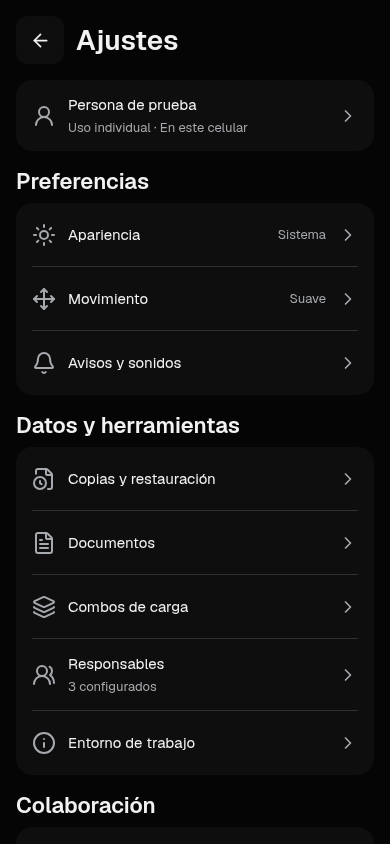 Ajustes
Persona de prueba
Uso individual · En este celular
Preferencias
Apariencia Sistema
Movimiento Suave
Avisos y sonidos
Datos y herramientas
Copias y restauración
Documentos
Combos de carga
Responsables
3 configurados
Entorno de trabajo
Colaboración